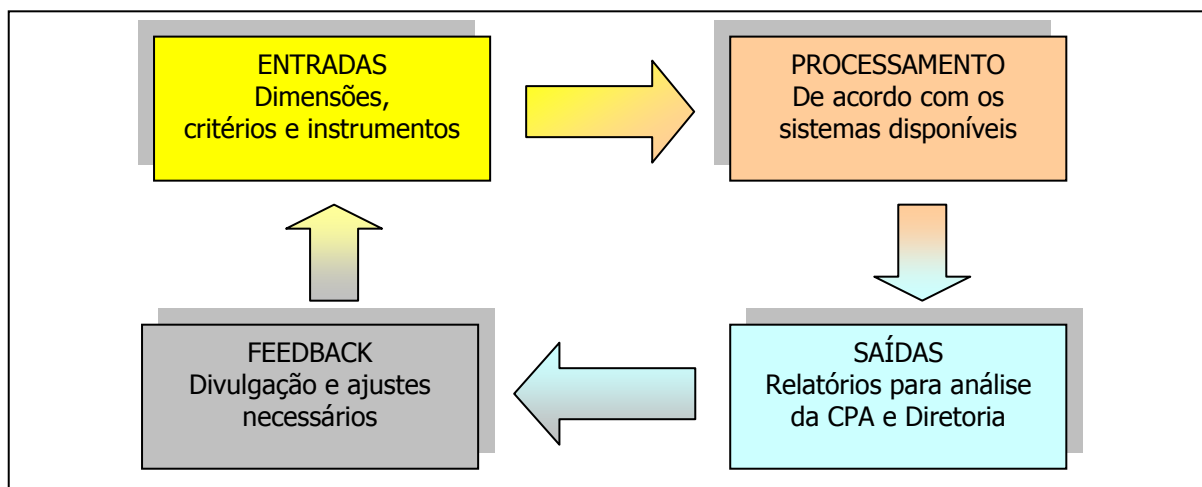 ENTRADAS
Dimensões,
critérios e instrumentos
PROCESSAMENTO
De acordo com os
sistemas disponíveis
FEEDBACK
Divulgação e ajustes
necessários
SAÍDAS
Relatórios para análise
da CPA e Diretoria